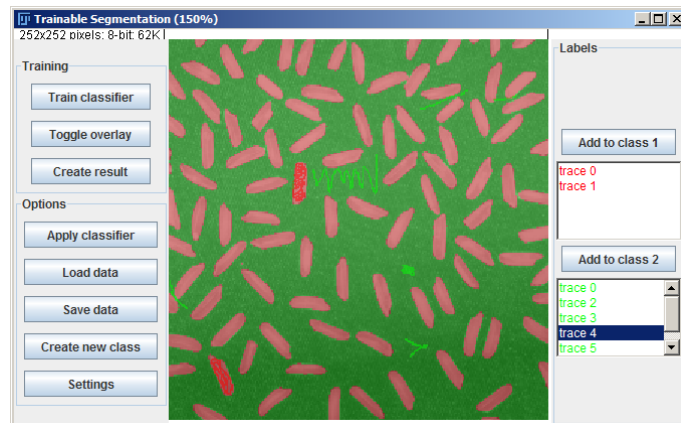 Trainable Segmentation (150%)
252x252 pixels; 8-bit; 62K
Training
Train classifier
Toggle overlay
Create result
Options
Apply classifier
Load data
Save data
Create new class
Settings
Labels
Add to class 1
trace 0
trace 1
Add to class 2
trace 0
trace 2
trace 3
trace 4
trace 5